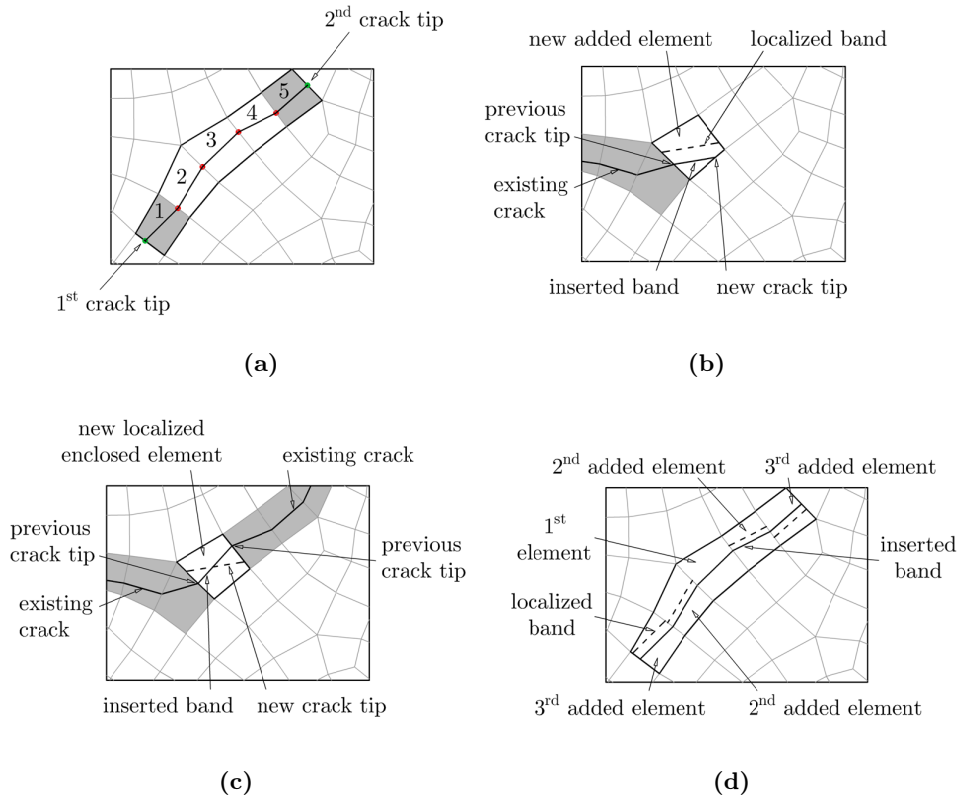 2nd crack tip
1
2
3
4
5
1st crack tip
(a)
new added element
localized band
previous
crack tip
existing
crack
inserted band
new crack tip
(b)
new localized
enclosed element
existing crack
previous
crack tip
previous
crack tip
existing
crack
inserted band
new crack tip
(c)
2nd added element
3rd added element
1st
element
inserted
band
localized
band
3rd added element
2nd added element
(d)